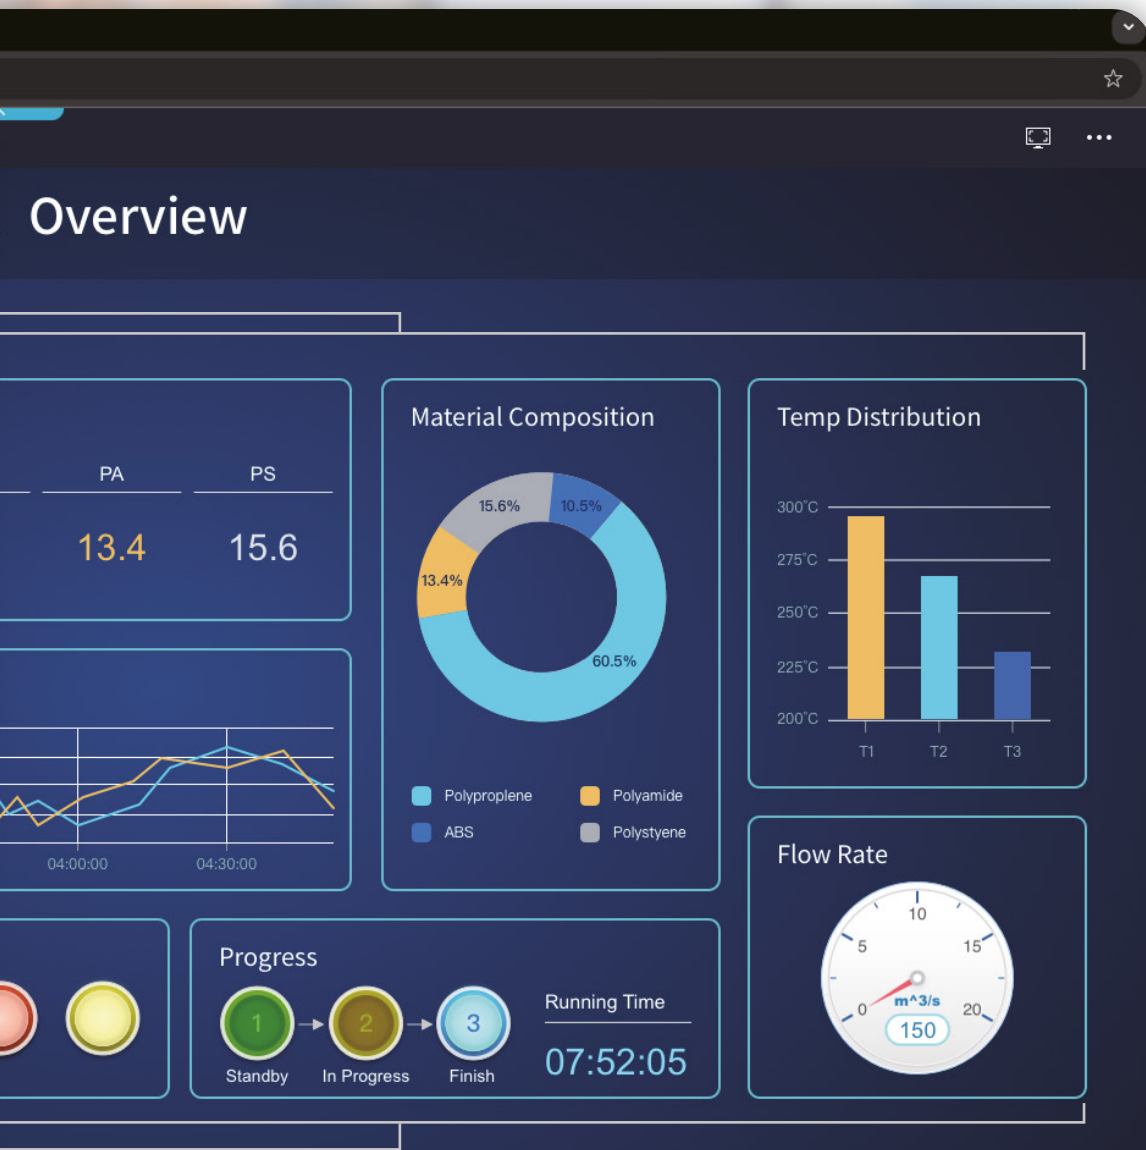 Overview
PA
PS
13.4
15.6
04:00:00
04:30:00
Material Composition
15.6%
10.5%
13.4%
60.5%
Polyproplene
Polyamide
ABS
Polystyene
Temp Distribution
300°C
275°C
250°C
225°C
200°C
T1
T2
T3
Progress
1
2
3
Standby
In Progress
Finish
Running Time
07:52:05
Flow Rate
10
5
15
0
20
m^3/s
150